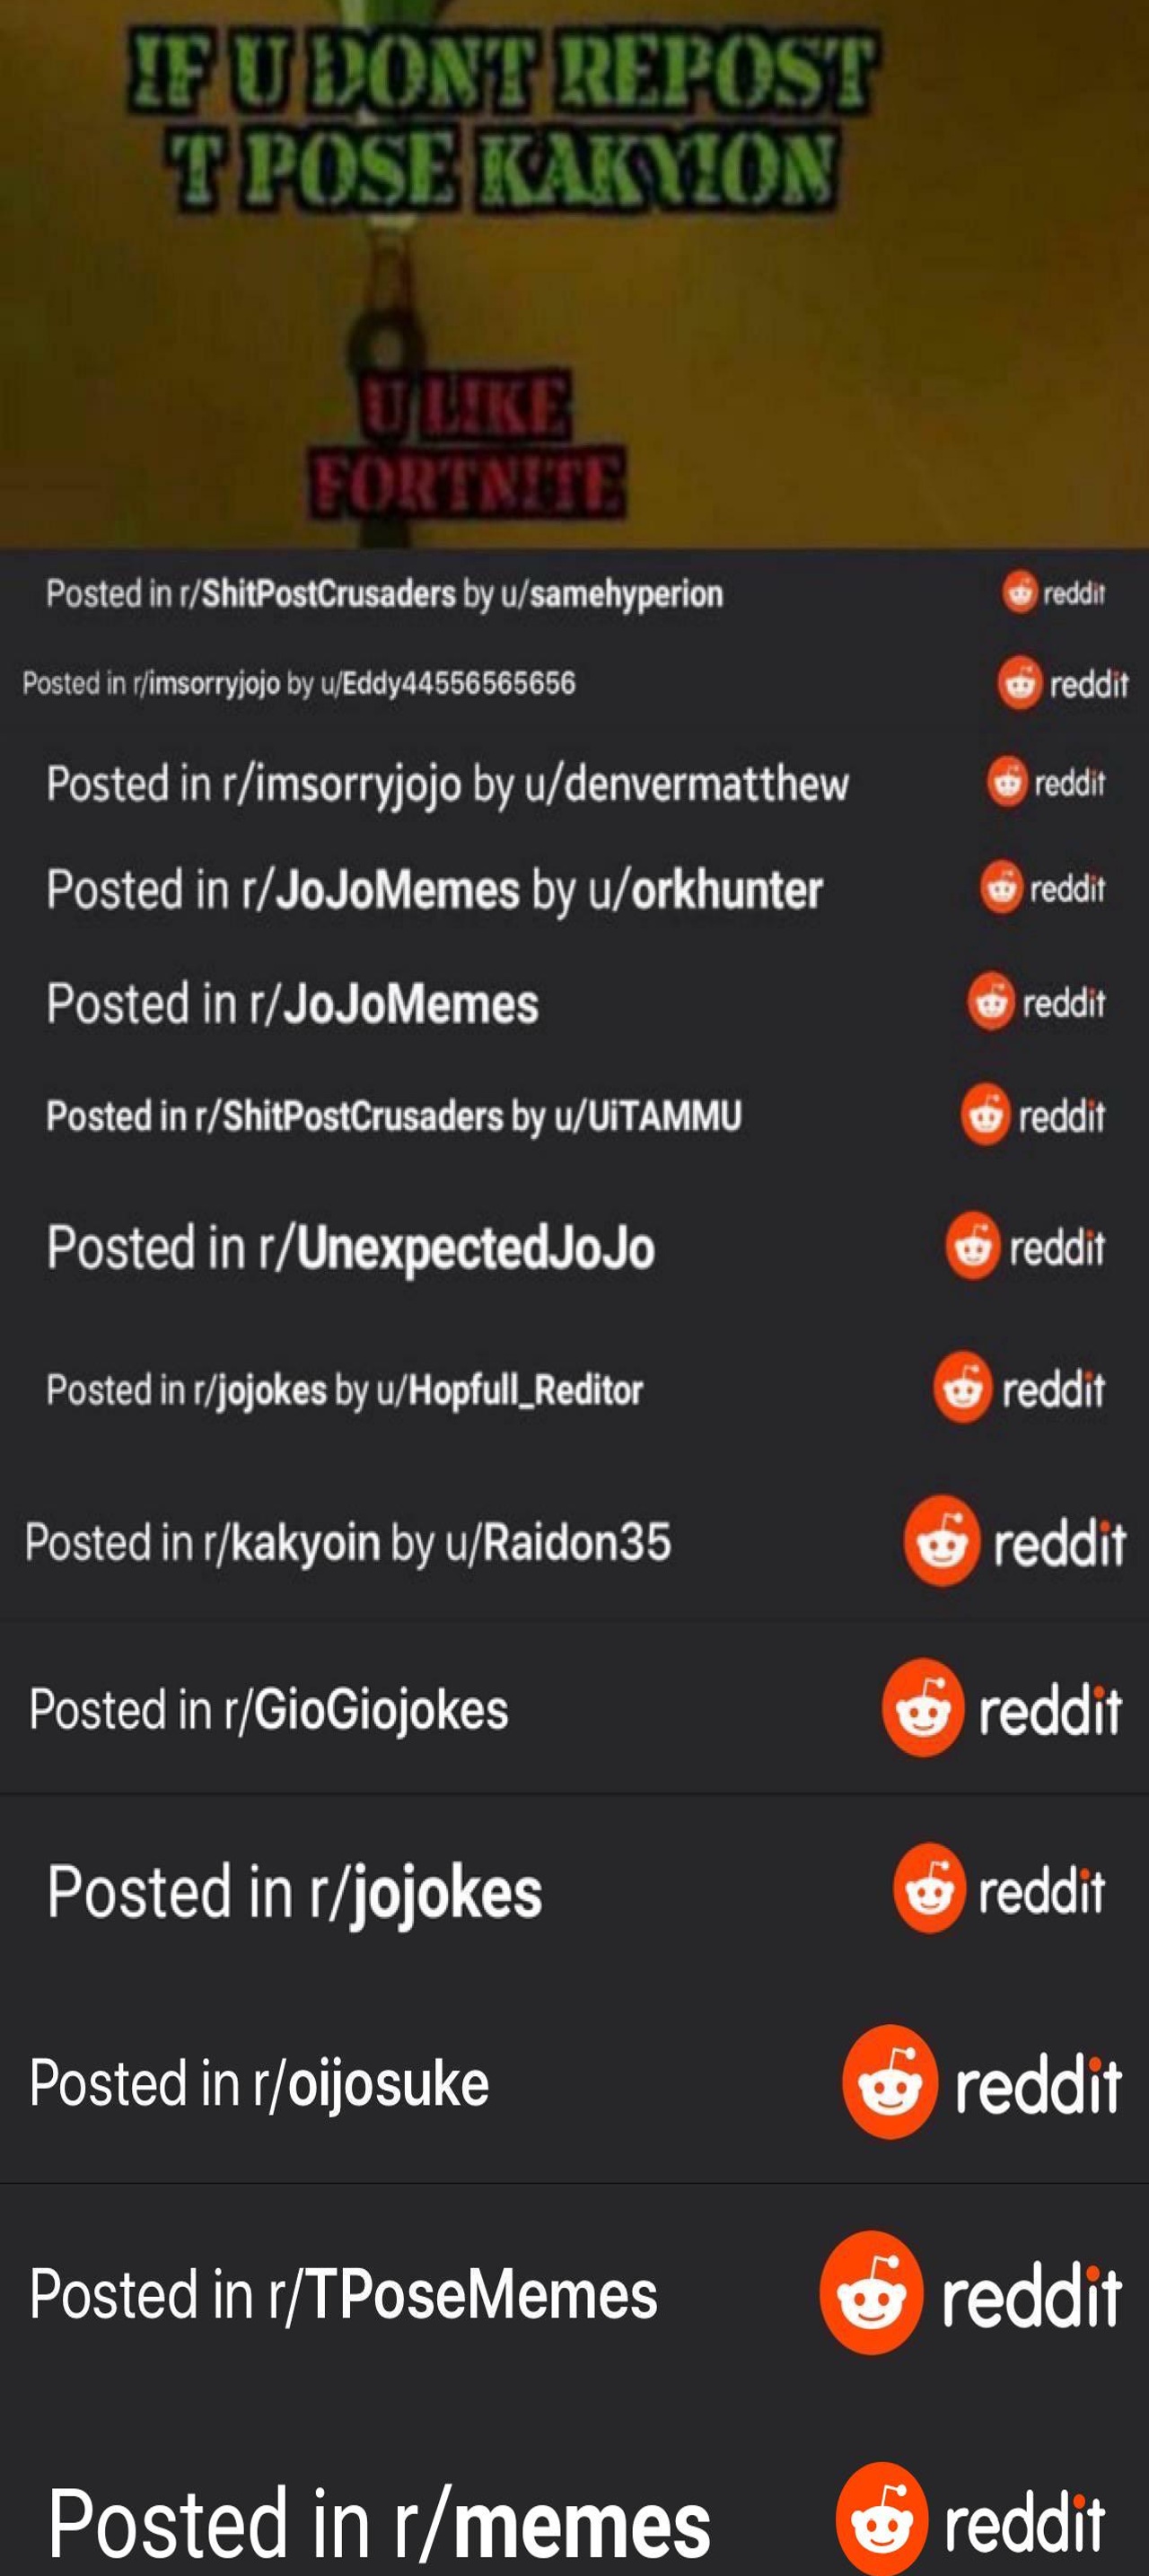 IF U DONT REPOST
T POSE KAKYION
U LIKE
FORTNITE
Posted in r/ShitPostCrusaders by u/samehyperion reddit
Posted in r/imsorryjojo by u/Eddy44556565656 reddit
Posted in r/imsorryjojo by u/denvermatthew reddit
Posted in r/JoJoMemes by u/orkhunter reddit
Posted in r/JoJoMemes reddit
Posted in r/ShitPostCrusaders by u/UiTAMMU reddit
Posted in r/UnexpectedJoJo reddit
Posted in r/jojokes by u/Hopfull_Reditor reddit
Posted in r/kakyoin by u/Raidon35 reddit
Posted in r/GioGiojokes reddit
Posted in r/jojokes reddit
Posted in r/oijosuke reddit
Posted in r/TPoseMemes reddit
Posted in r/memes reddit